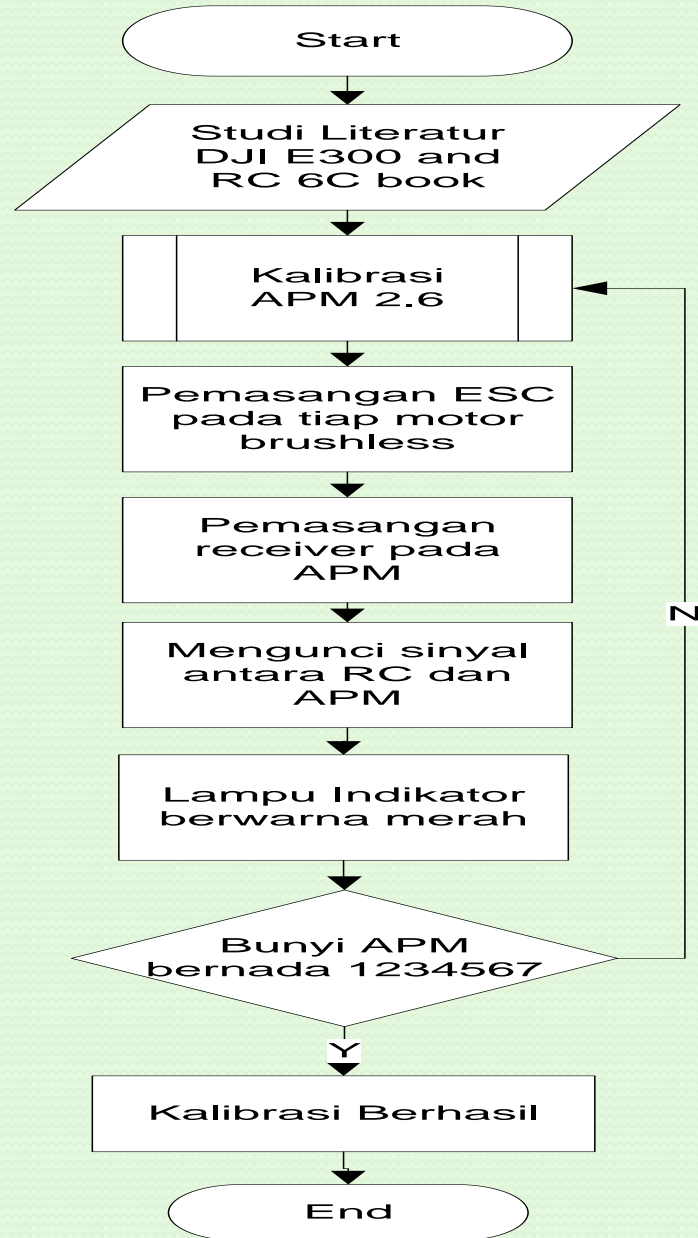 Start
Studi Literatur
DJI E300 and
RC 6C book
Kalibrasi
APM 2.6
Pemasangan ESC
pada tiap motor
brushless
Pemasangan
receiver pada
APM
Mengunci sinyal
antara RC dan
APM
N
Lampu Indikator
berwarna merah
Bunyi APM
bernada 1234567
Y
Kalibrasi Berhasil
End